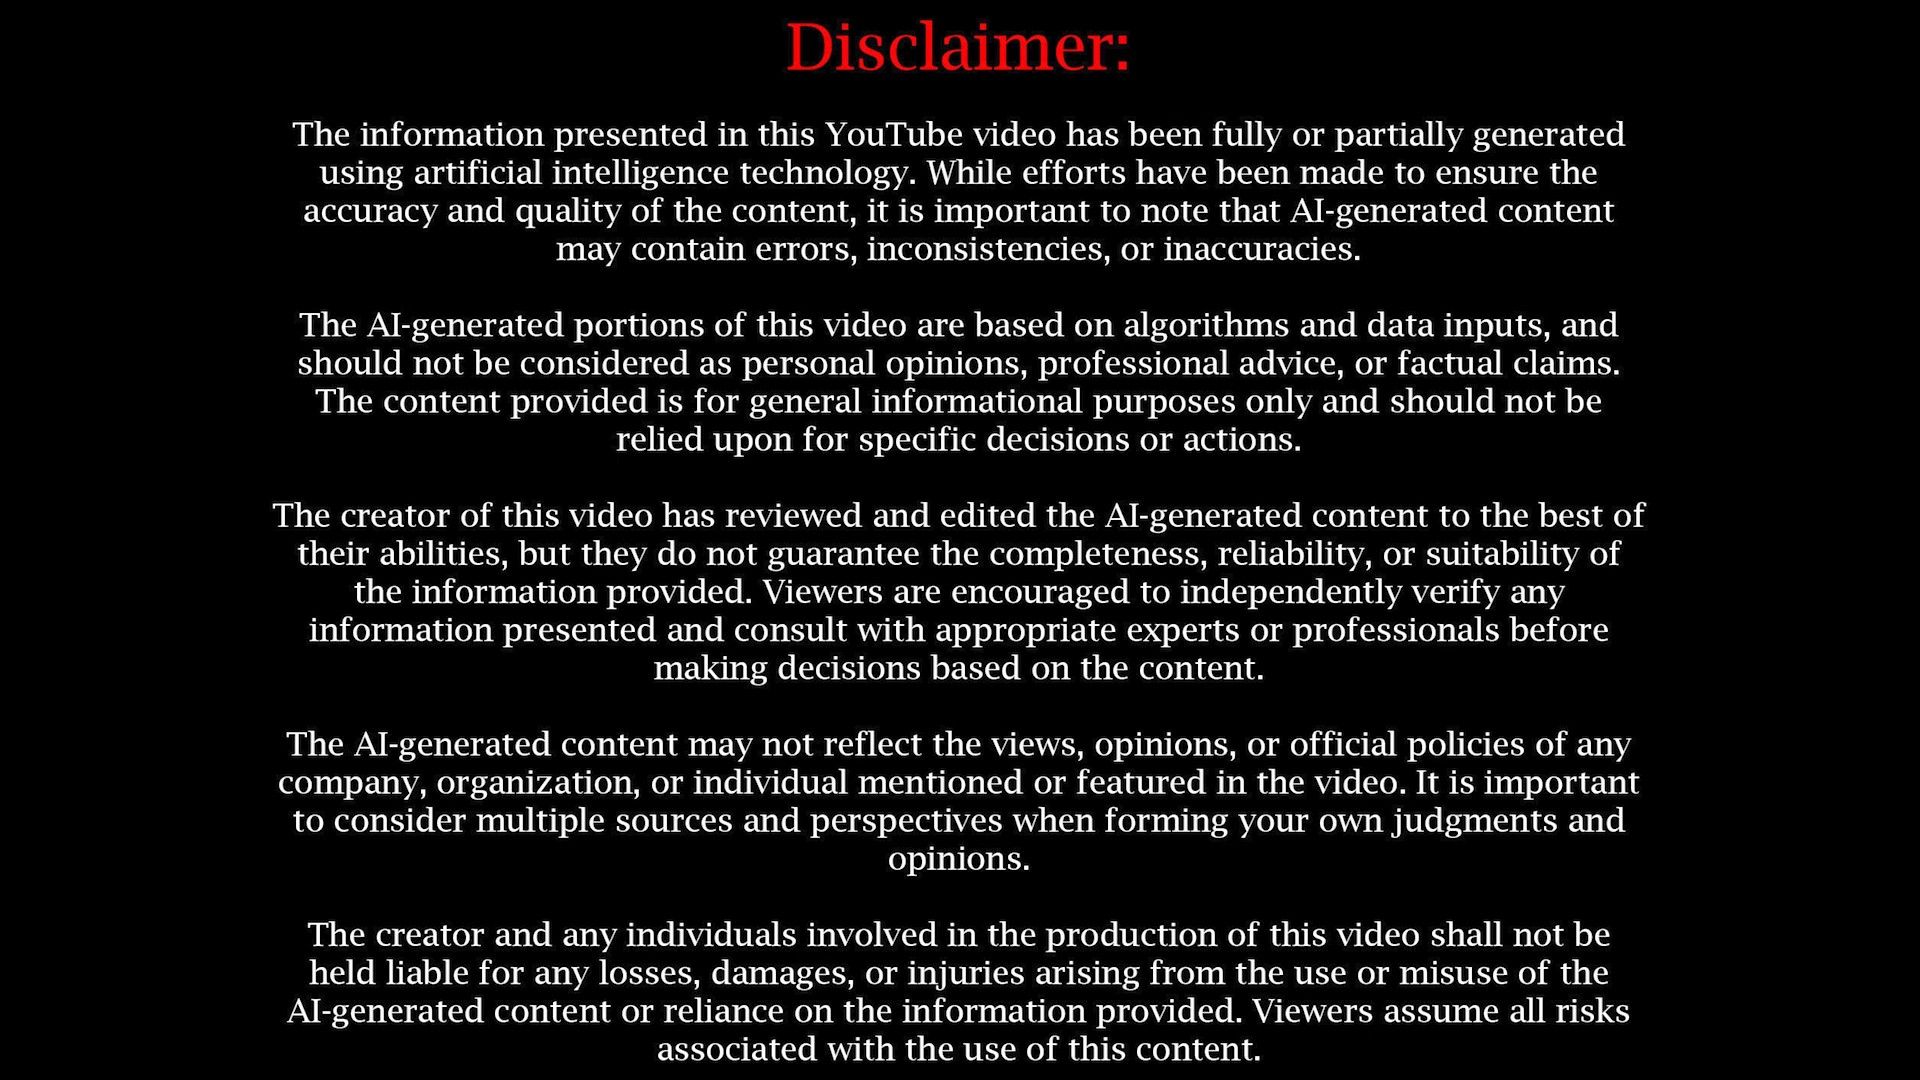 Disclaimer:
The information presented in this YouTube video has been fully or partially generated
using artificial intelligence technology. While efforts have been made to ensure the
accuracy and quality of the content, it is important to note that AI-generated content
may contain errors, inconsistencies, or inaccuracies.
The AI-generated portions of this video are based on algorithms and data inputs, and
should not be considered as personal opinions, professional advice, or factual claims.
The content provided is for general informational purposes only and should not be
relied upon for specific decisions or actions.
The creator of this video has reviewed and edited the AI-generated content to the best of
their abilities, but they do not guarantee the completeness, reliability, or suitability of
the information provided. Viewers are encouraged to independently verify any
information presented and consult with appropriate experts or professionals before
making decisions based on the content.
The AI-generated content may not reflect the views, opinions, or official policies of any
company, organization, or individual mentioned or featured in the video. It is important
to consider multiple sources and perspectives when forming your own judgments and
opinions.
The creator and any individuals involved in the production of this video shall not be
held liable for any losses, damages, or injuries arising from the use or misuse of the
AI-generated content or reliance on the information provided. Viewers assume all risks
associated with the use of this content.